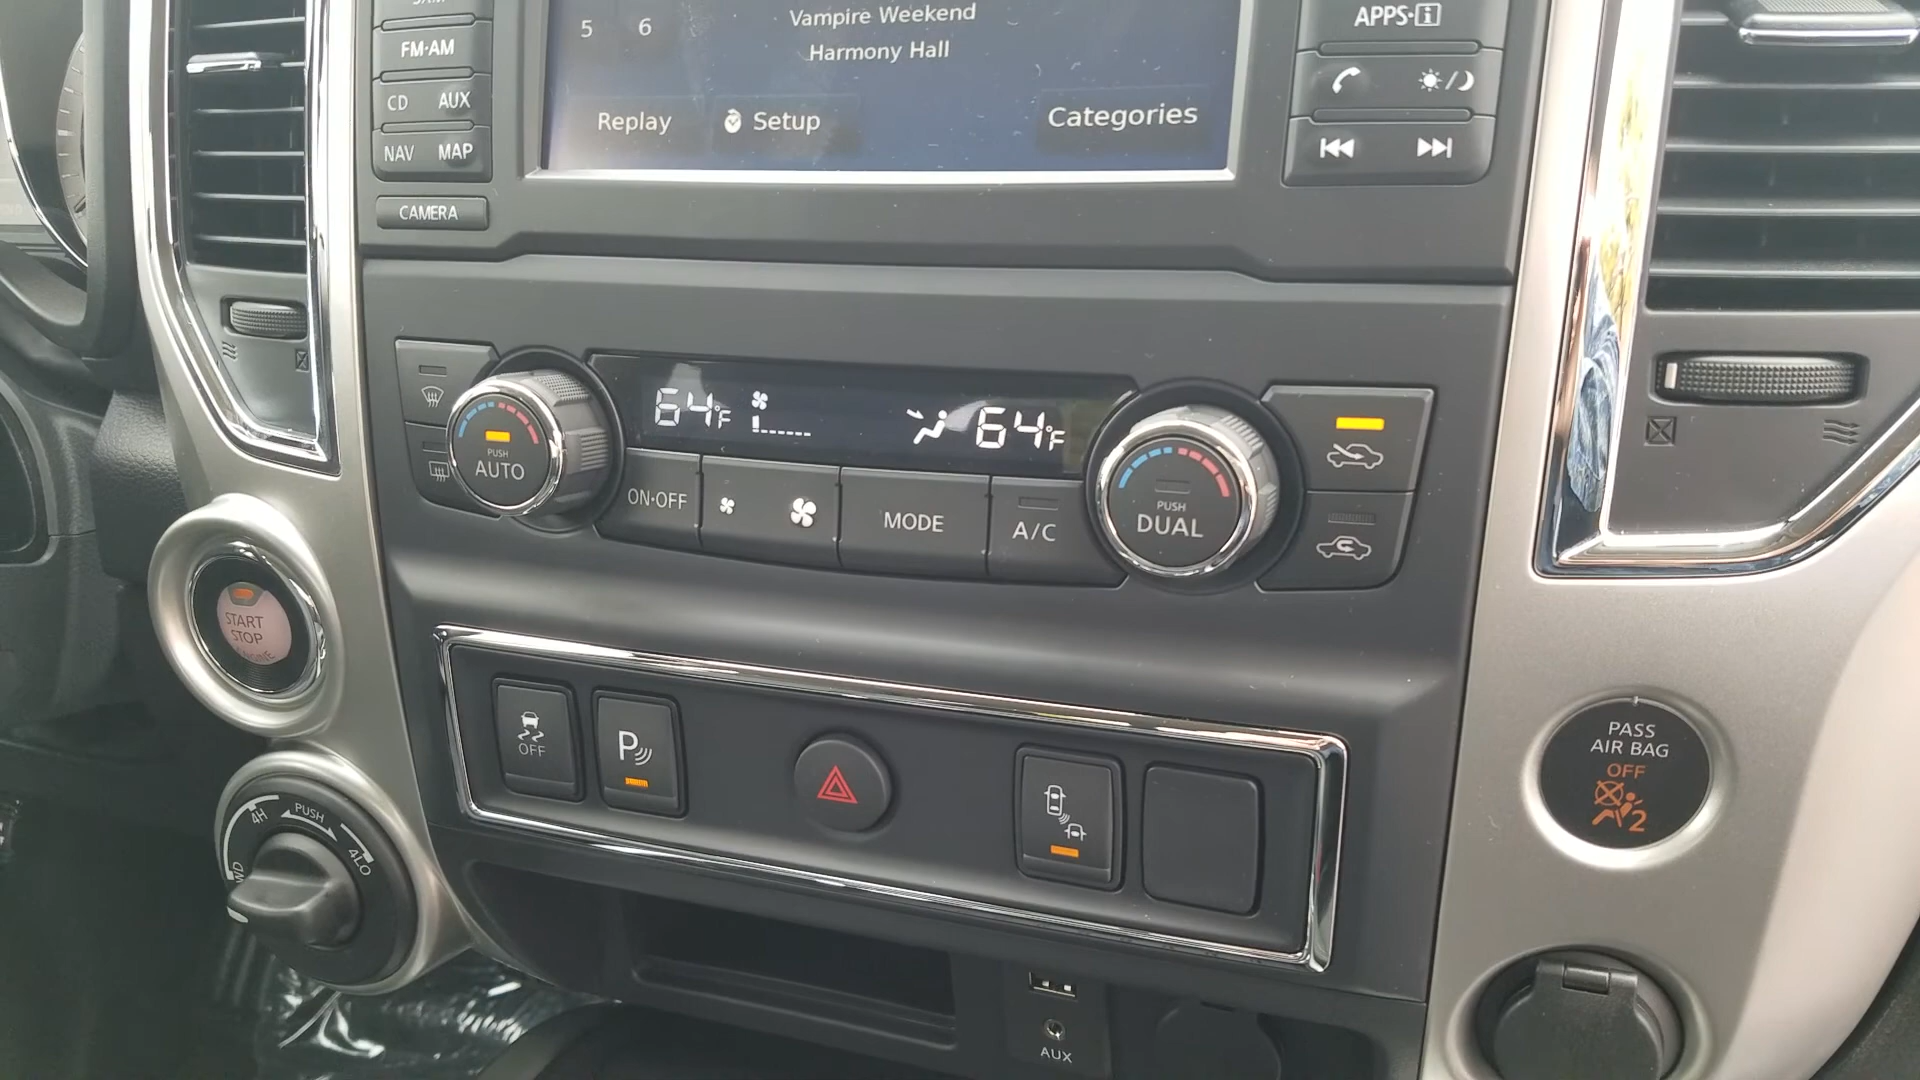 5 6
Vampire Weekend
Harmony Hall
Replay
Setup
Categories
FM·AM
CD AUX
NAV MAP
CAMERA
APPS·i
64°F
64°F
PUSH
AUTO
ON·OFF
MODE
A/C
PUSH
DUAL
START
STOP
ENGINE
OFF
P
PUSH
4H
4LO
PASS
AIR BAG
OFF
2
AUX